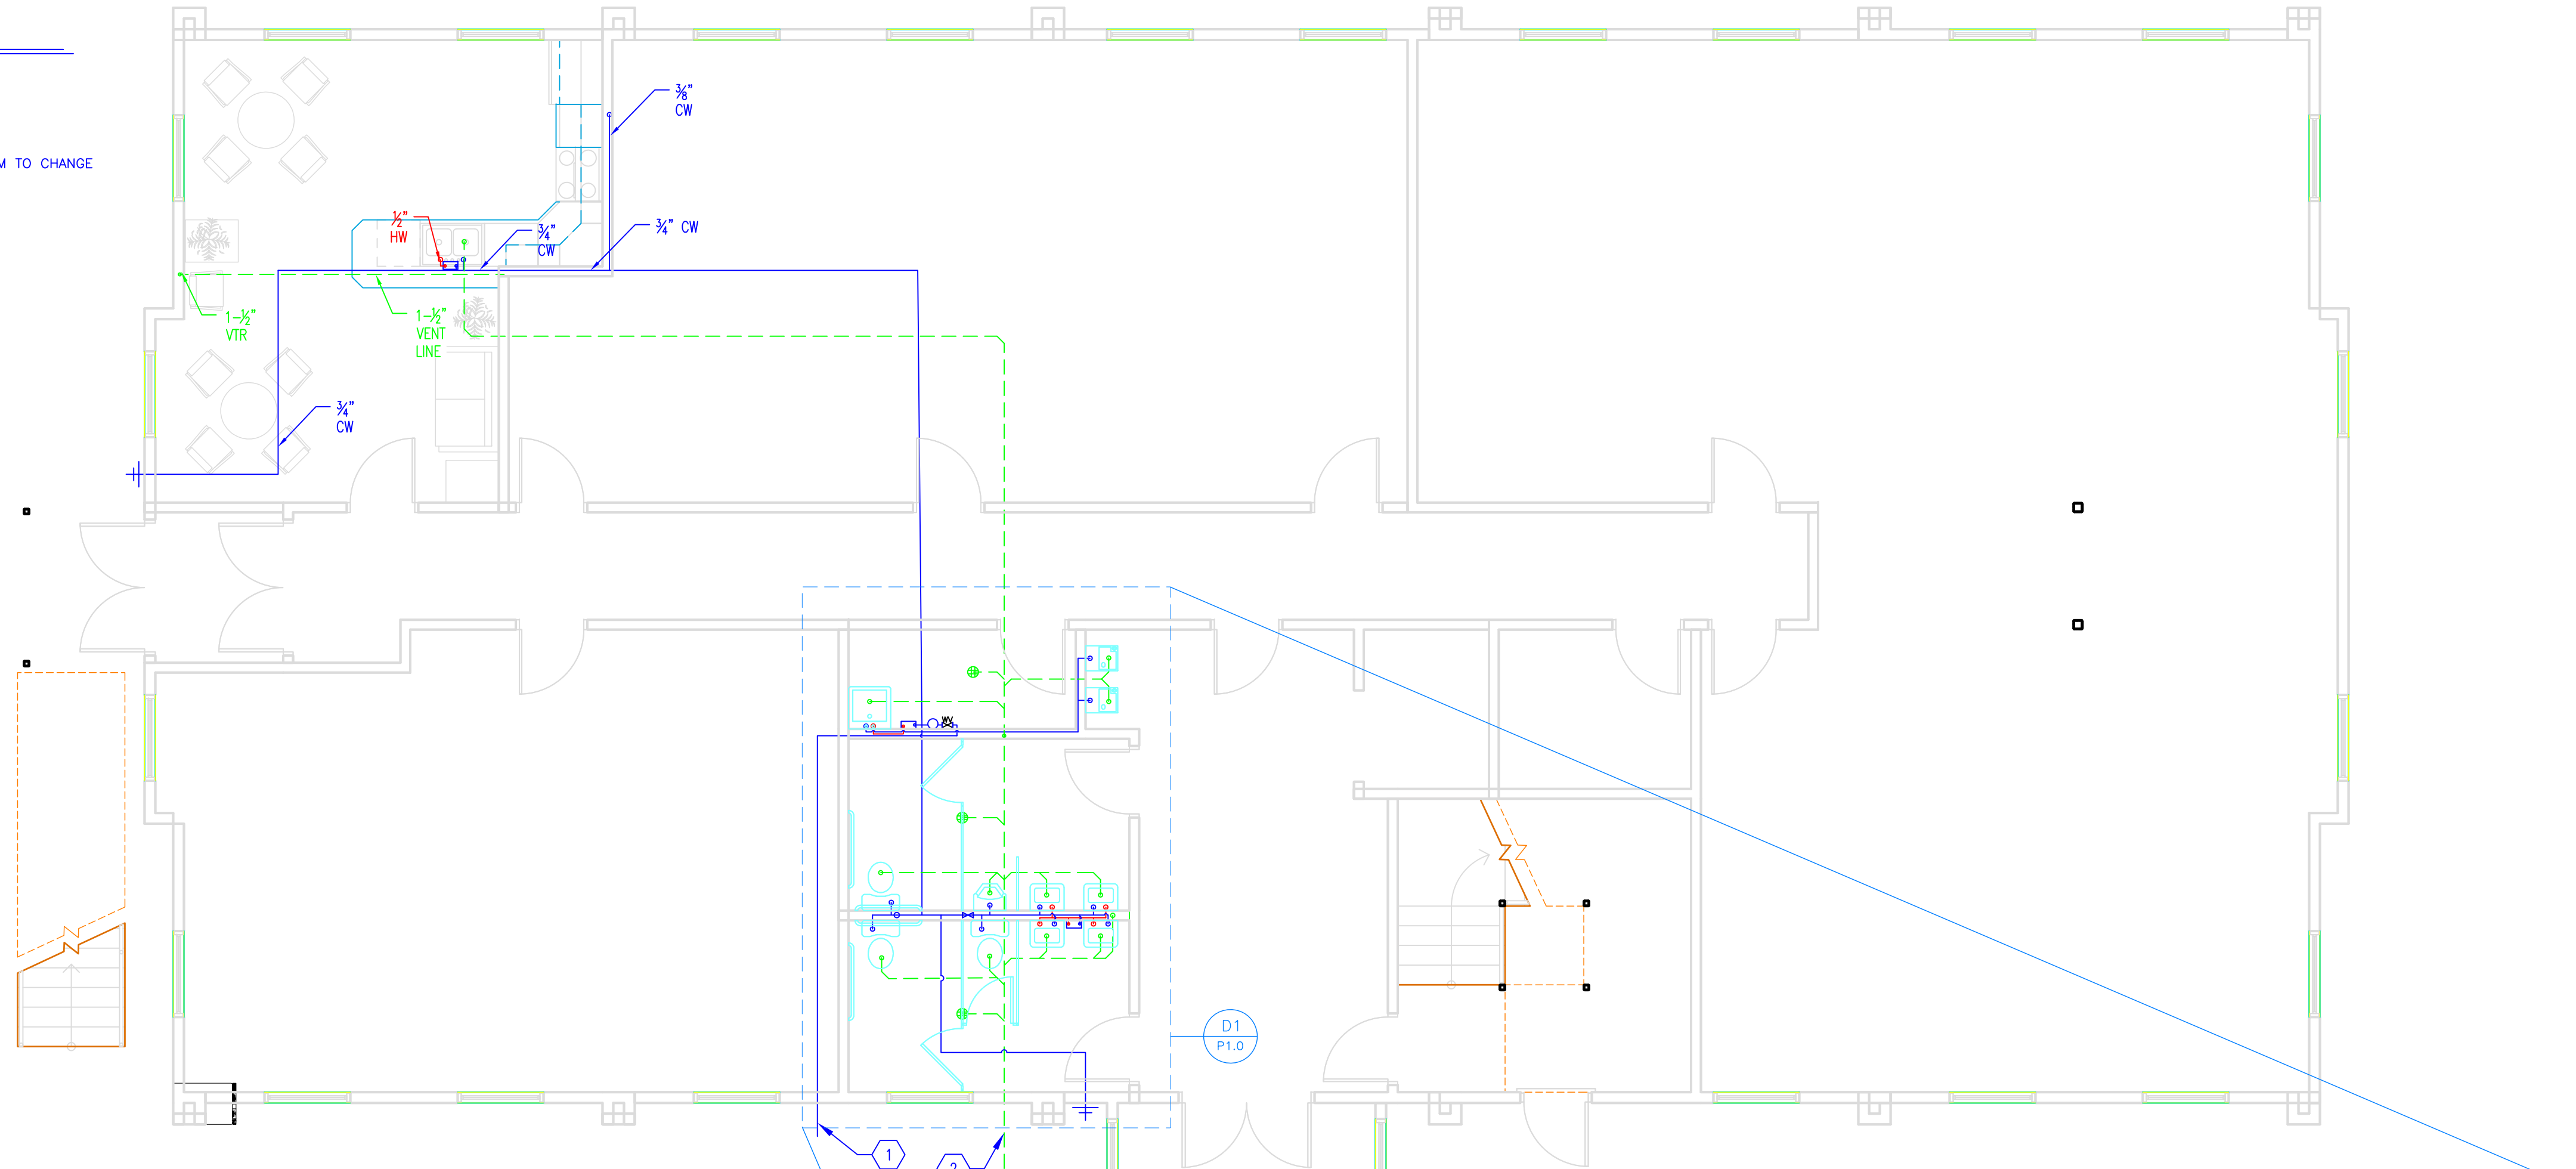 ⅜"
CW
M TO CHANGE
½"
HW
¾"
CW
¾" CW
1-½"
VTR
1-½"
VENT
LINE
¾"
CW
WV
D1
P1.0
1
2